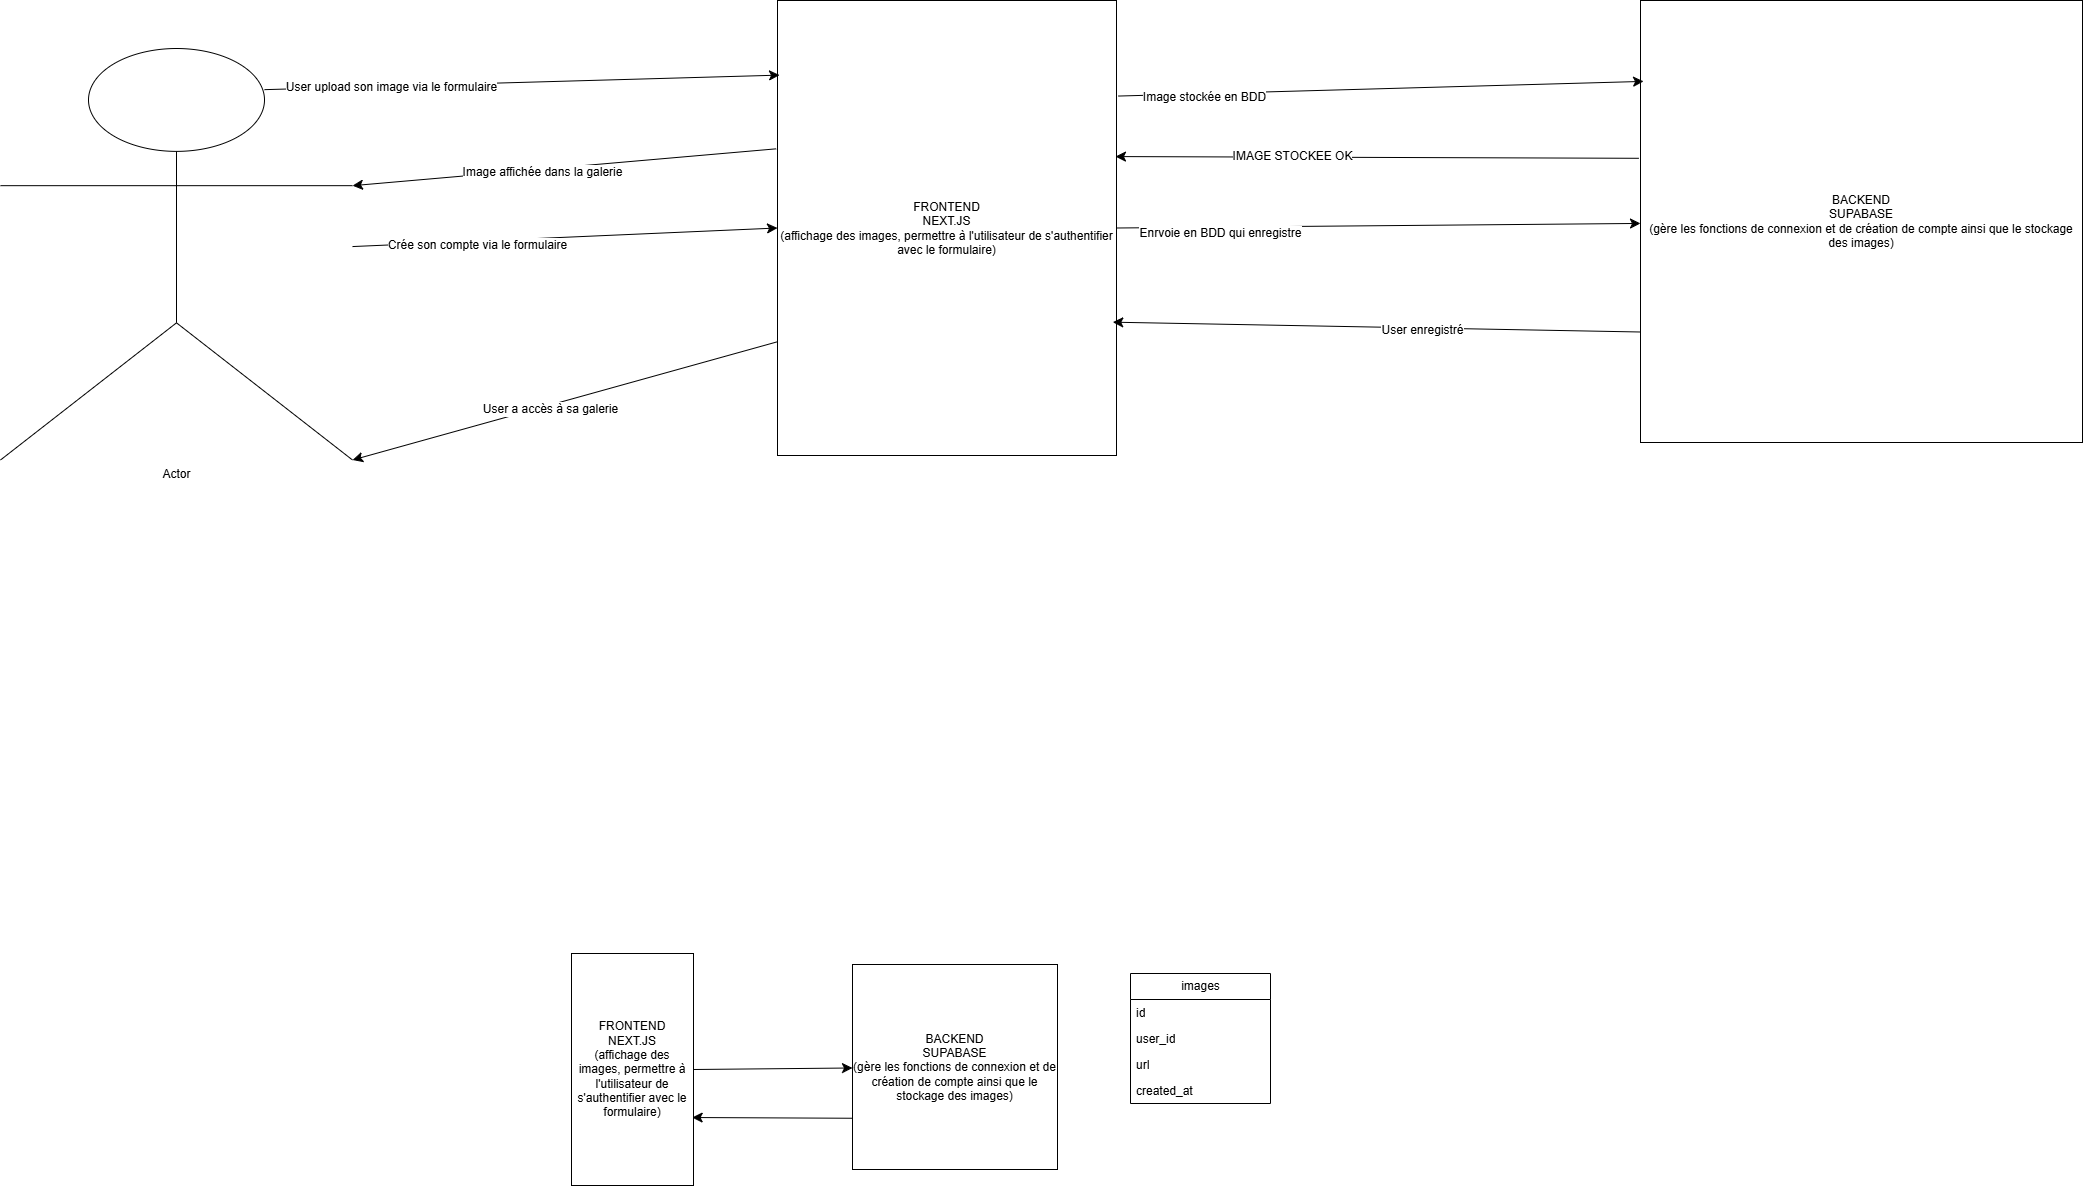 User upload son image via le formulaire
Image stockée en BDD
IMAGE STOCKEE OK
Image affichée dans la galerie
FRONTEND
NEXT.JS
(affichage des images, permettre à l'utilisateur de s'authentifier
avec le formulaire)
BACKEND
SUPABASE
(gère les fonctions de connexion et de création de compte ainsi que le stockage
des images)
Crée son compte via le formulaire
Enrvoie en BDD qui enregistre
User enregistré
User a accès à sa galerie
Actor
FRONTEND
NEXT.JS
(affichage des
images, permettre à
l'utilisateur de
s'authentifier avec le
formulaire)
BACKEND
SUPABASE
(gère les fonctions de connexion et de
création de compte ainsi que le
stockage des images)
images
id
user_id
url
created_at